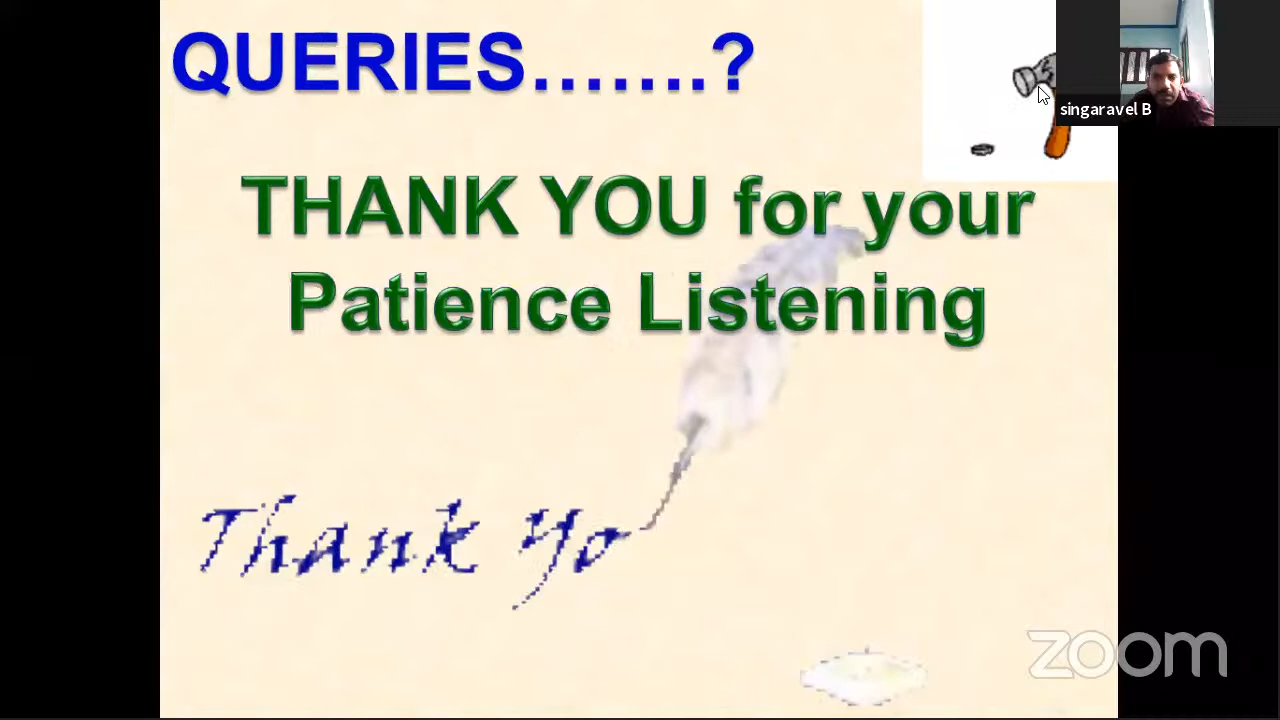 QUERIES.......?
singaravel B
THANK YOU for your
Patience Listening
Thank Yo
zoom